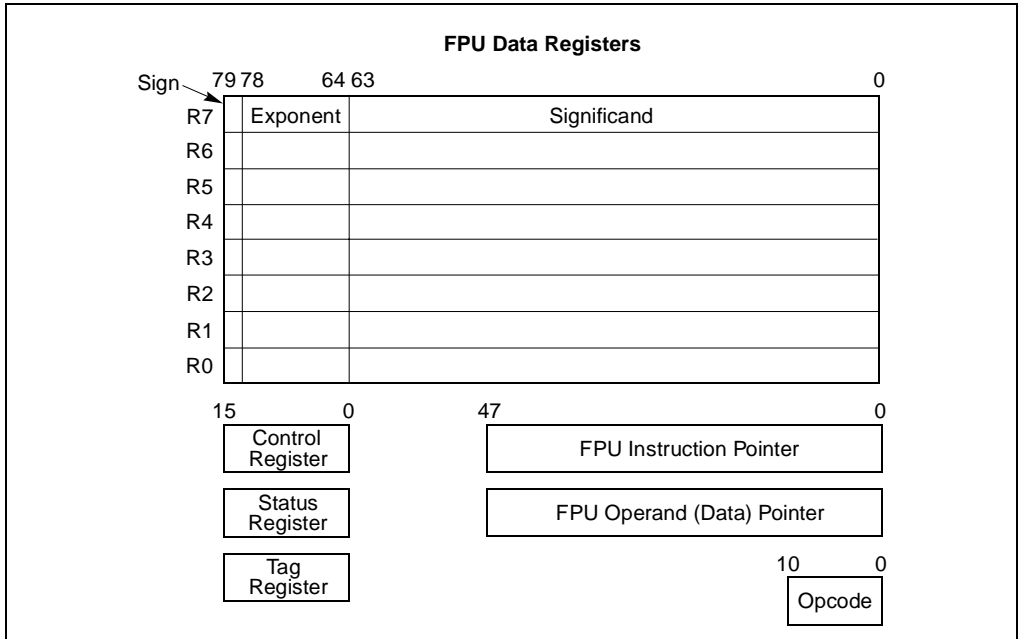 FPU Data Registers
Sign 79 78 64 63 0
R7 Exponent Significand
R6
R5
R4
R3
R2
R1
R0
15 0 47 0
Control
Register
FPU Instruction Pointer
Status
Register
FPU Operand (Data) Pointer
Tag
Register
10 0
Opcode